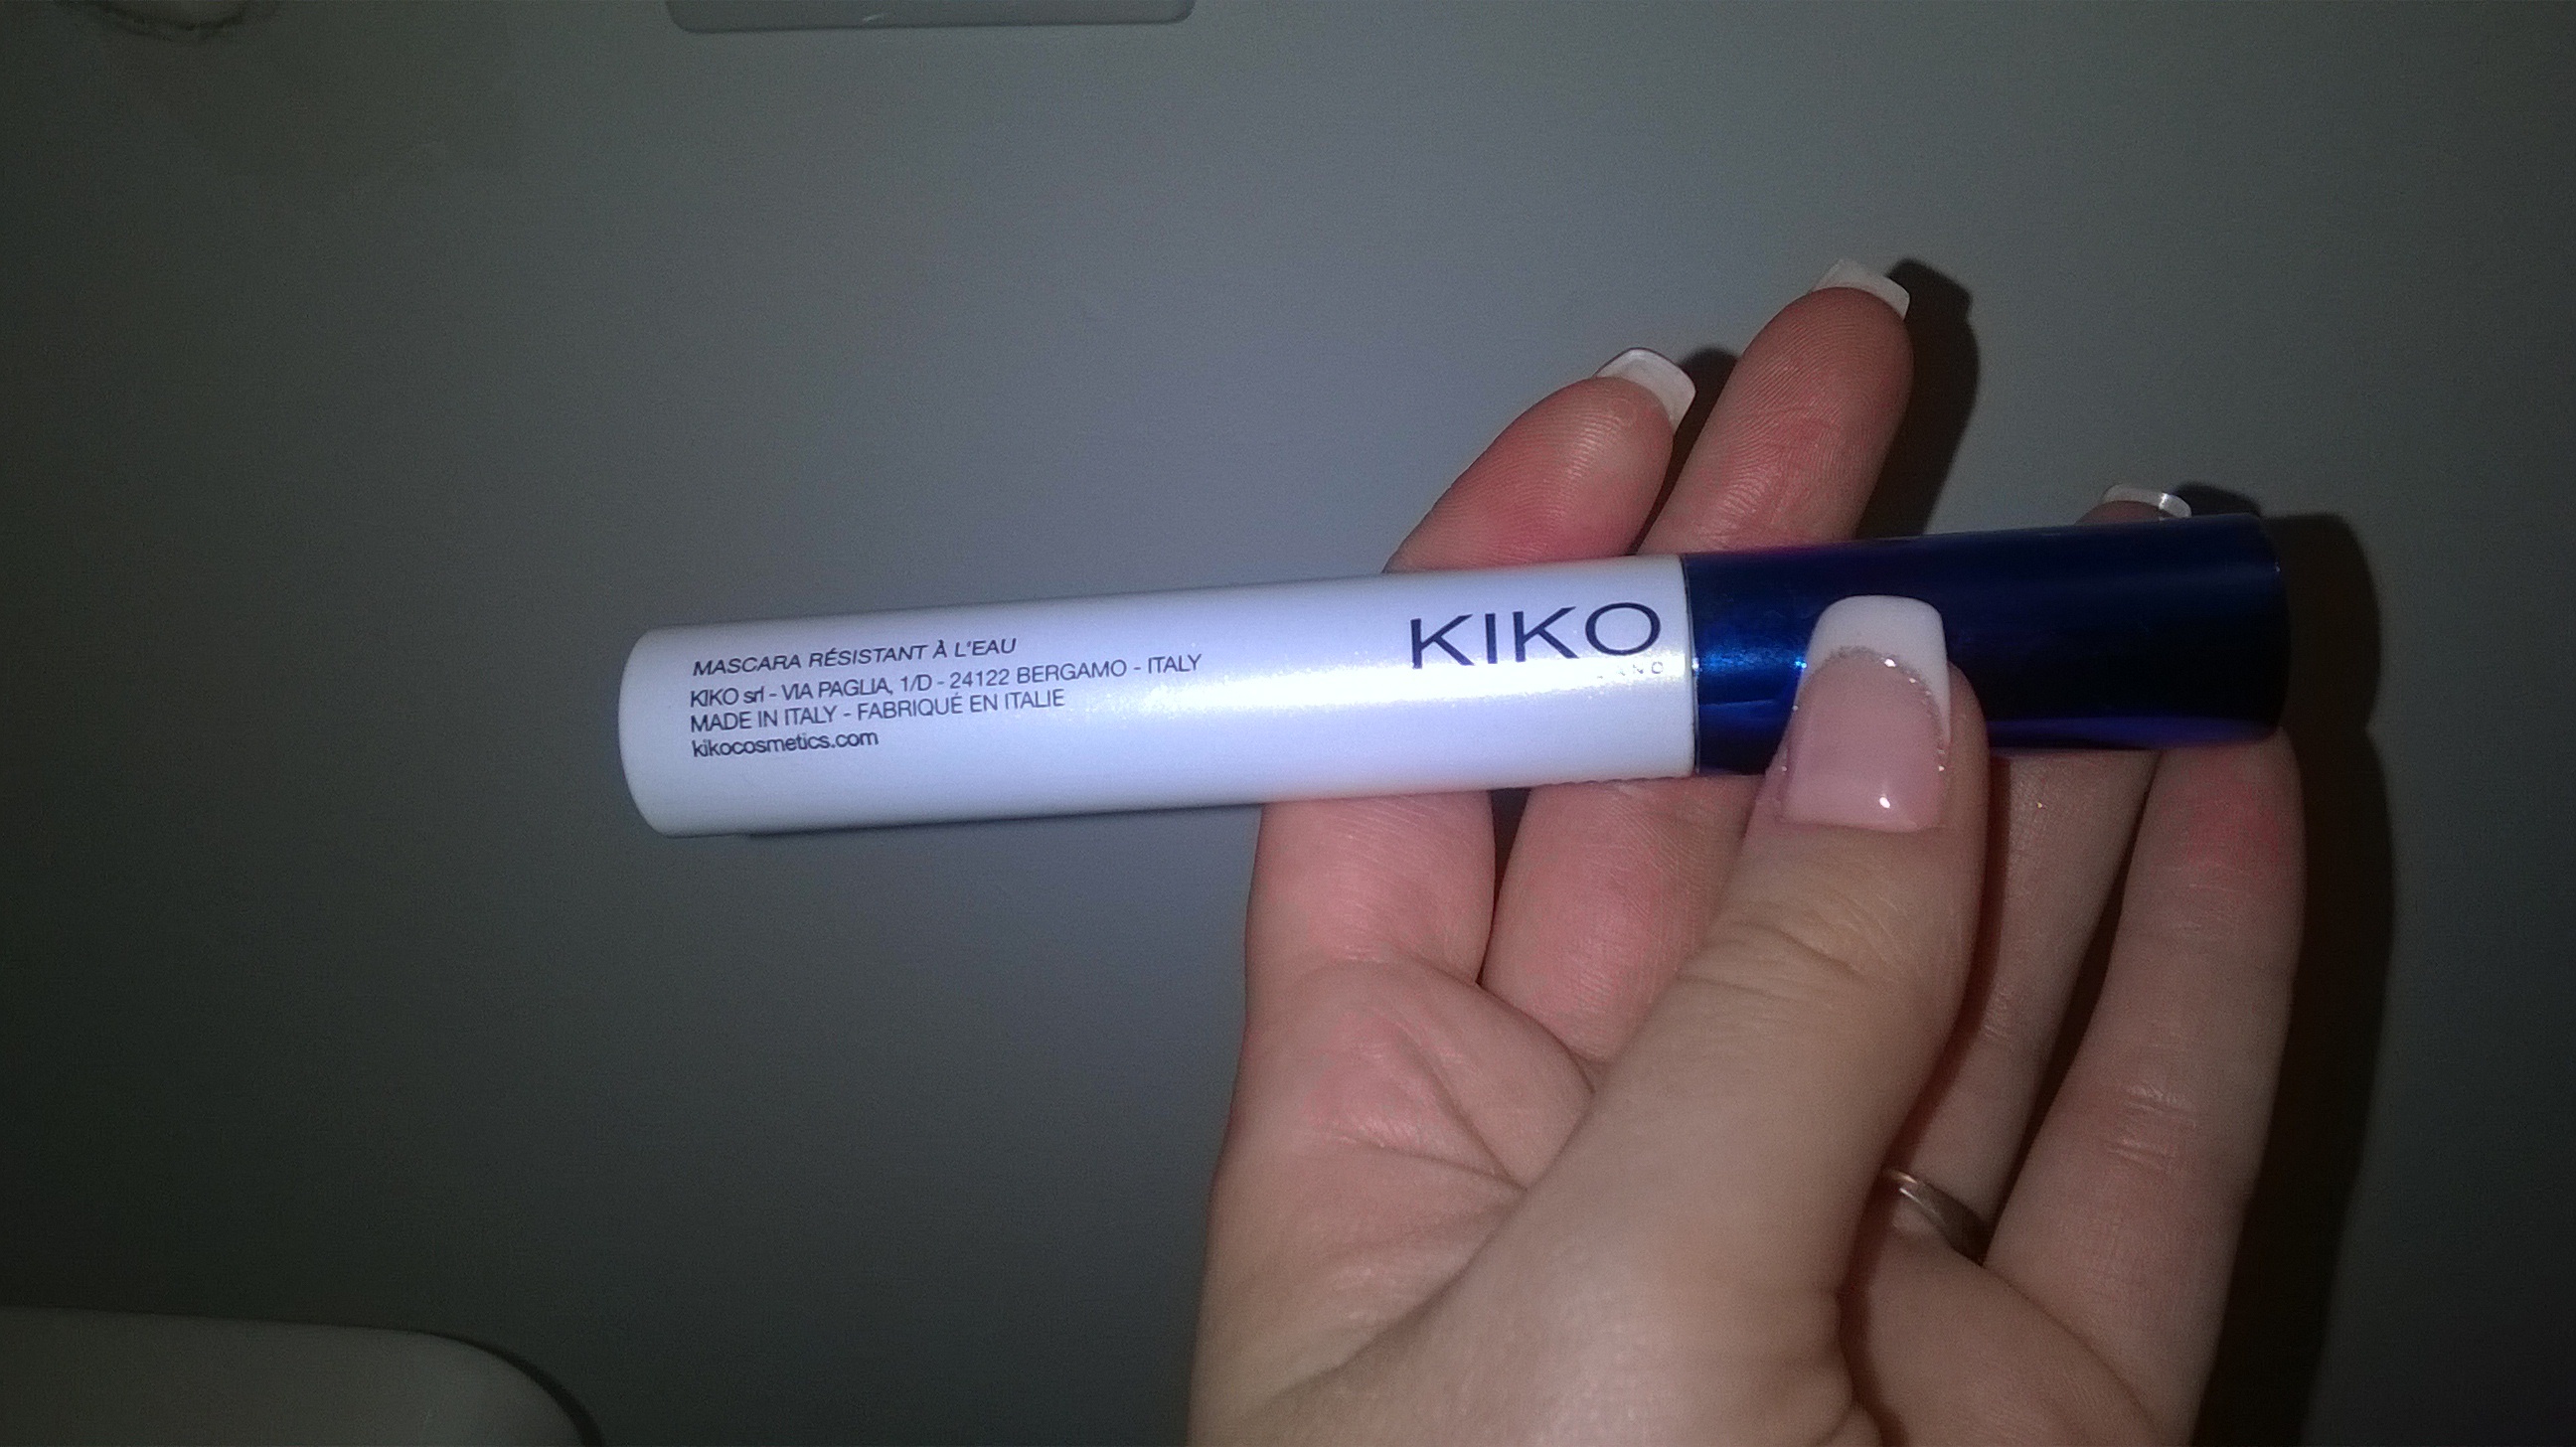 MASCARA RÉSISTANT À L'EAU
KIKO srl - VIA PAGLIA, 1/D - 24122 BERGAMO - ITALY
MADE IN ITALY - FABRIQUÉ EN ITALIE
kikocosmetics.com
KIKO